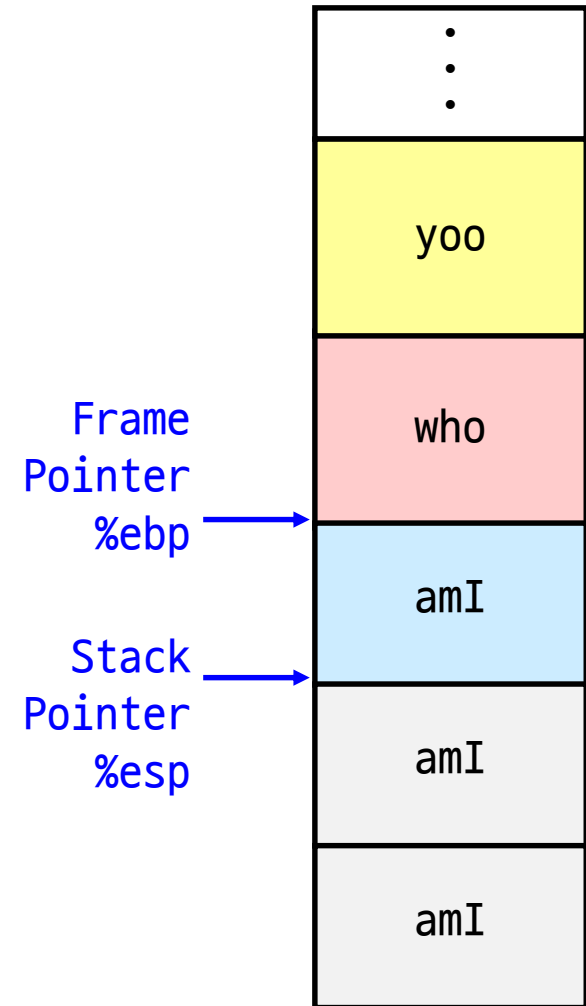 yoo
who
Frame
Pointer
%ebp
amI
Stack
Pointer
%esp
amI
amI